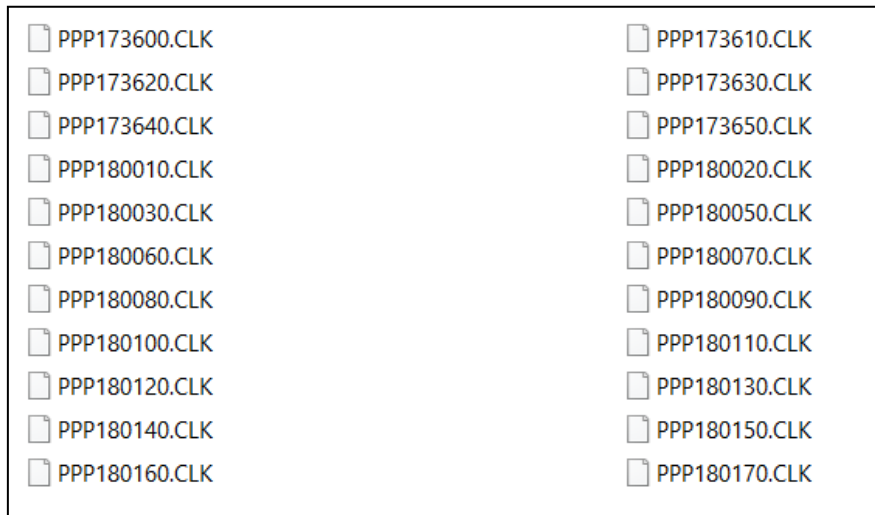 PPP173600.CLK PPP173610.CLK
PPP173620.CLK PPP173630.CLK
PPP173640.CLK PPP173650.CLK
PPP180010.CLK PPP180020.CLK
PPP180030.CLK PPP180050.CLK
PPP180060.CLK PPP180070.CLK
PPP180080.CLK PPP180090.CLK
PPP180100.CLK PPP180110.CLK
PPP180120.CLK PPP180130.CLK
PPP180140.CLK PPP180150.CLK
PPP180160.CLK PPP180170.CLK